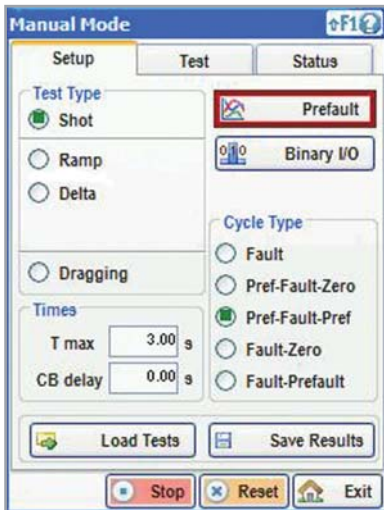 Manual Mode F1?
Setup Test Status
Test Type
Shot
Ramp
Delta
Dragging
Prefault
010 Binary I/O
Cycle Type
Fault
Pref-Fault-Zero
Pref-Fault-Pref
Fault-Zero
Fault-Prefault
Times
T max 3.00 s
CB delay 0.00 s
Load Tests Save Results
Stop Reset Exit